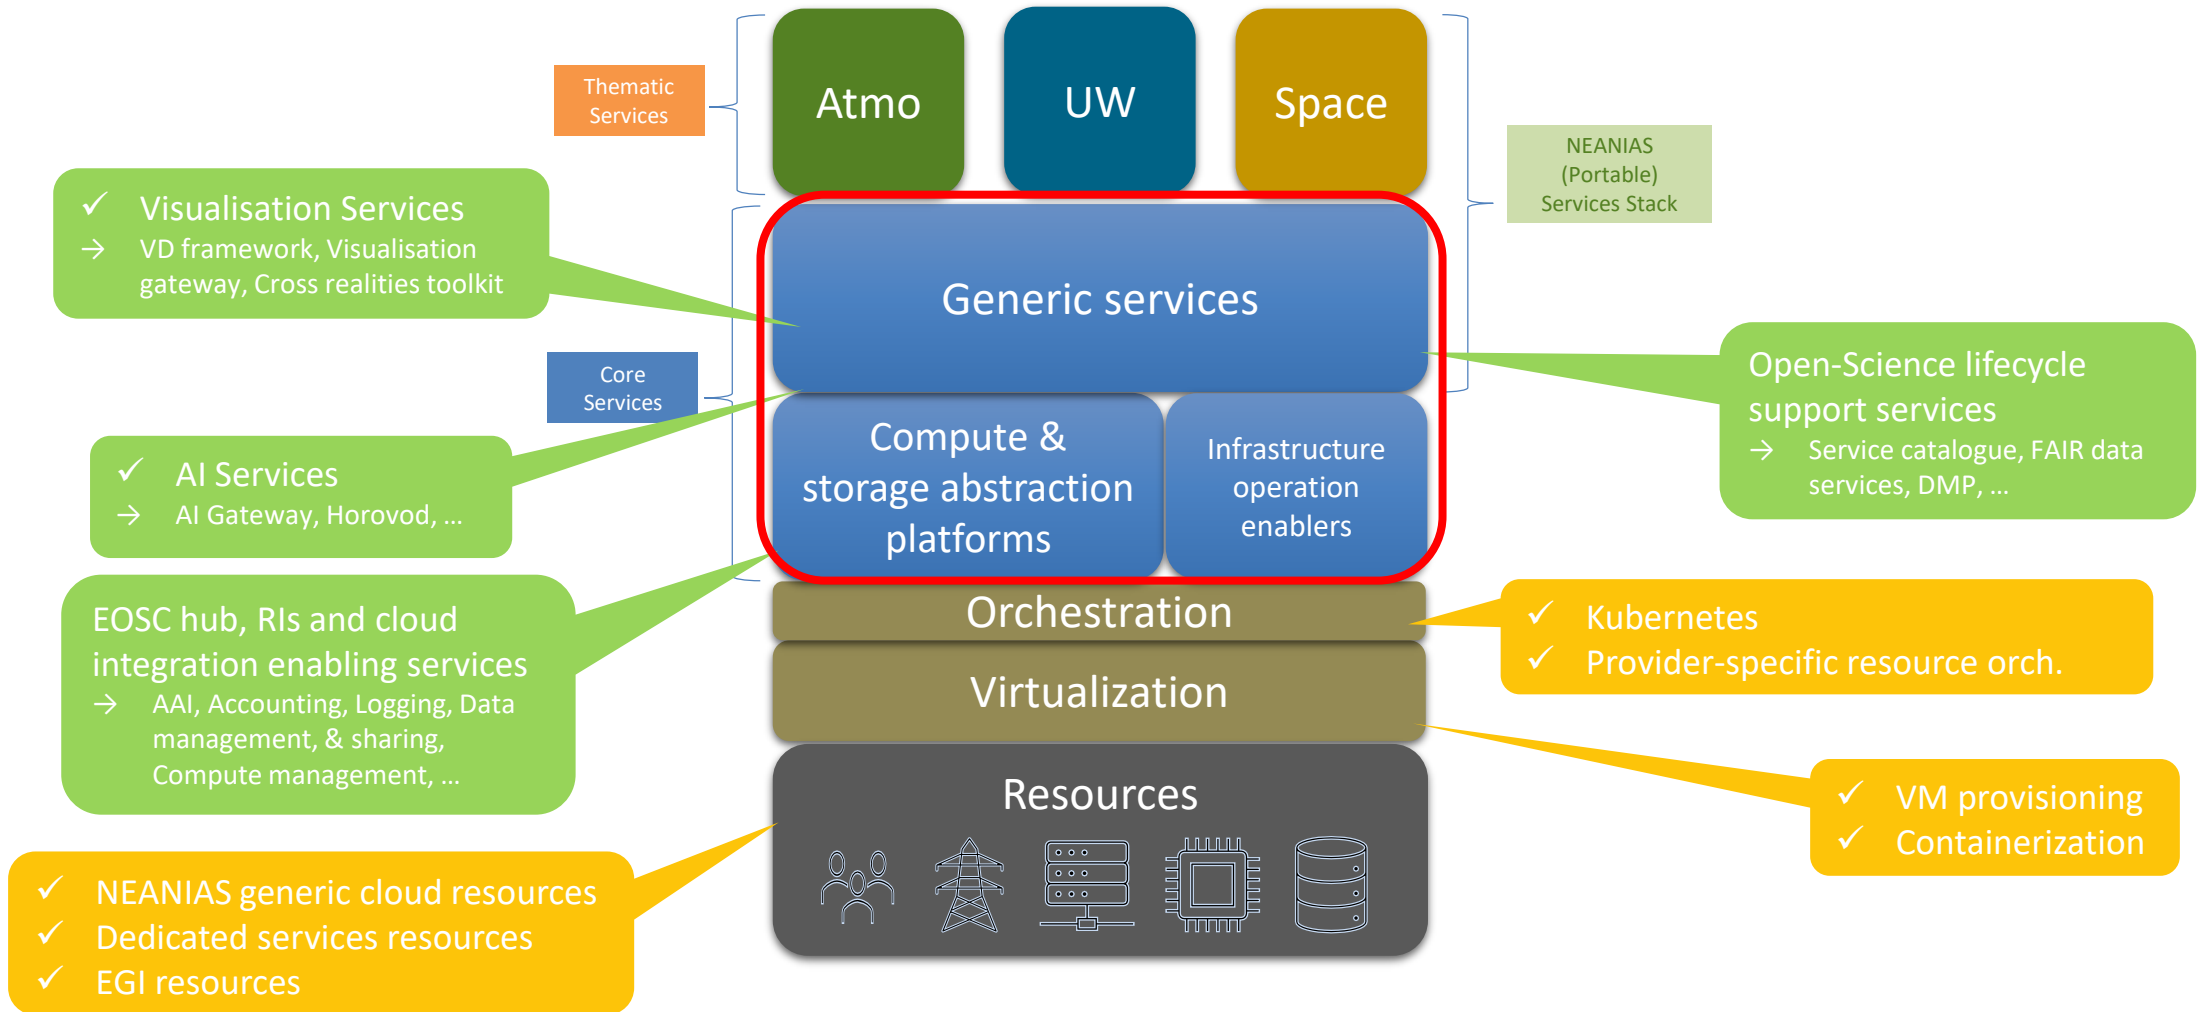 Atmo
UW
Space
Thematic
Services
NEANIAS
(Portable)
Services Stack
✓ Visualisation Services
→ VD framework, Visualisation
gateway, Cross realities toolkit
Generic services
Core
Services
Open-Science lifecycle
support services
→ Service catalogue, FAIR data
services, DMP, ...
✓ AI Services
→ AI Gateway, Horovod, ...
Compute &
storage abstraction
platforms
Infrastructure
operation
enablers
EOSC hub, RIs and cloud
integration enabling services
→ AAI, Accounting, Logging, Data
management, & sharing,
Compute management, ...
Orchestration
✓ Kubernetes
✓ Provider-specific resource orch.
Virtualization
✓ VM provisioning
✓ Containerization
Resources
✓ NEANIAS generic cloud resources
✓ Dedicated services resources
✓ EGI resources